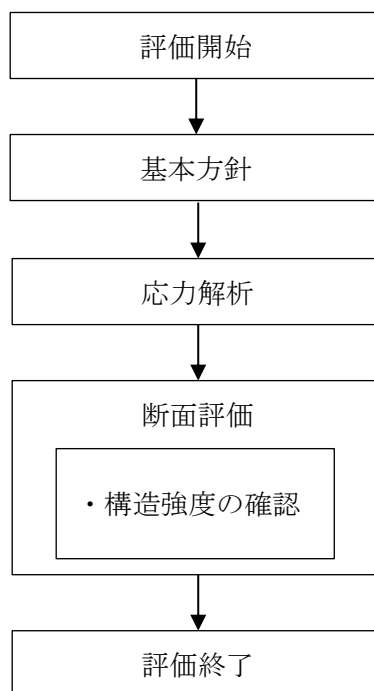 評価開始
基本方針
応力解析
断面評価
・構造強度の確認
評価終了